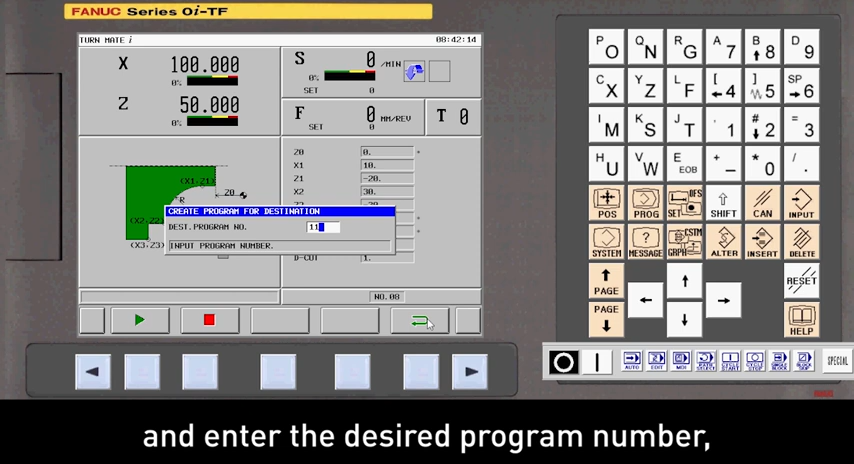 FANUC Series 0i-TF
TURN MATE i 08:42:14
X 100.000
0%
Z 50.000
0%
S 0 /MIN
0%
SET 0
F 0 MM/REV
SET 0
T 0
(X1,Z1)
Z0
R
(X2,Z2)
(X3,Z3)
Z0 0.
X1 10.
Z1 -20.
X2 30.
D-CUT 1.
CREATE PROGRAM FOR DESTINATION
DEST.PROGRAM NO. 11
INPUT PROGRAM NUMBER.
NO.08
P O
Q N
R G
A 7
B 8
D 9
C X
Y Z
L F
[ 4
] 5
SP 6
I M
K S
J T
, 1
# 2
= 3
H U
V W
E EOB
+ -
* 0
/ .
POS
PROG
OFS SET
SHIFT
CAN
INPUT
SYSTEM
MESSAGE
CSTM GRPH
ALTER
INSERT
DELETE
PAGE
PAGE
RESET
HELP
AUTO
EDIT
MDI
SPECIAL
and enter the desired program number,